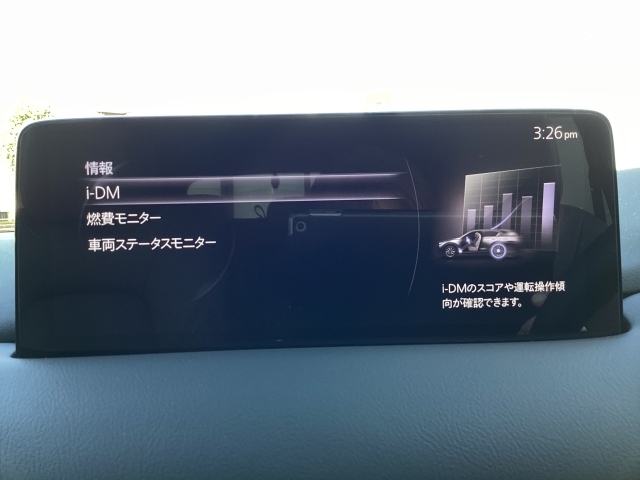 3:26pm
情報
i-DM
燃費モニター
車両ステータスモニター
i-DMのスコアや運転操作傾
向が確認できます。